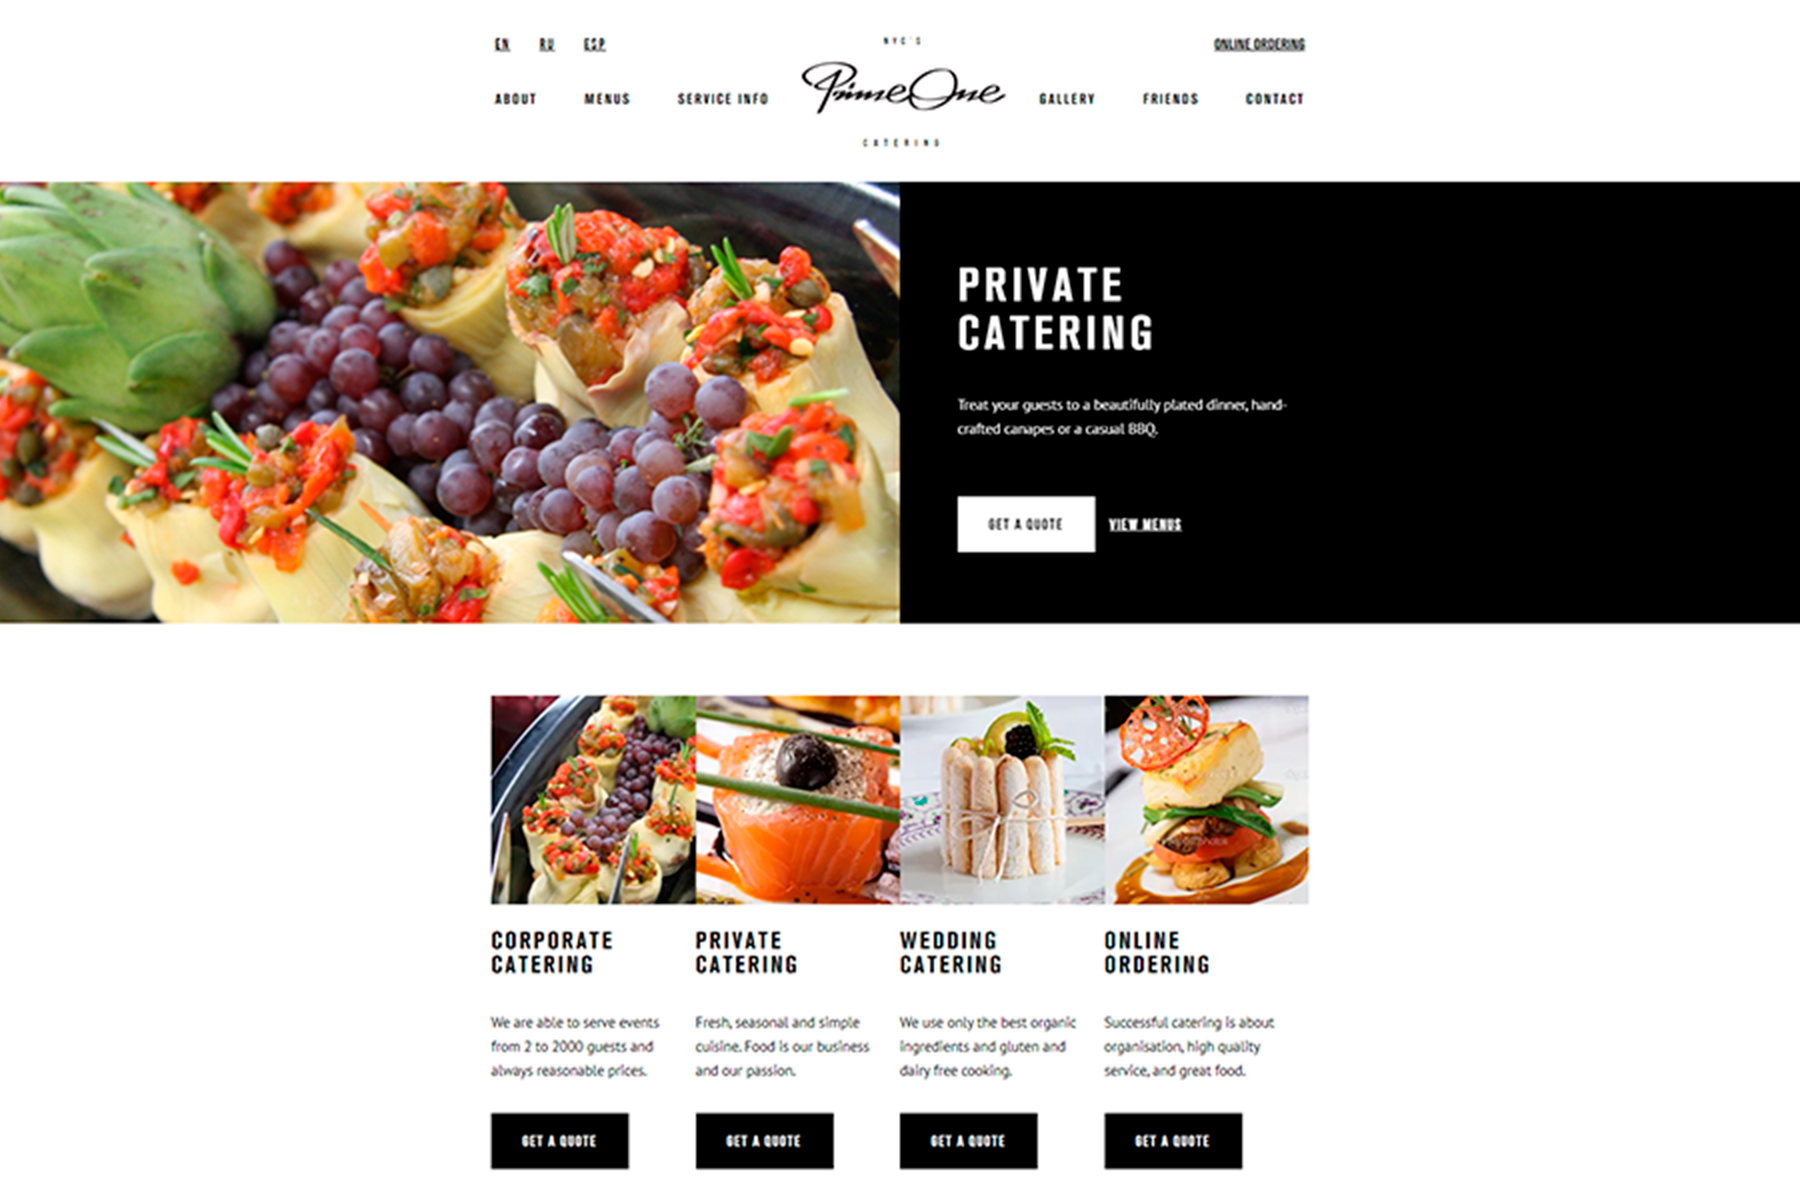 EN RU ESP
NYC'S
ONLINE ORDERING
ABOUT MENUS SERVICE INFO
PrimeOne
GALLERY FRIENDS CONTACT
CATERING
PRIVATE
CATERING
Treat your guests to a beautifully plated dinner, hand-
crafted canapes or a casual BBQ.
GET A QUOTE VIEW MENUS
CORPORATE
CATERING
We are able to serve events
from 2 to 2000 guests and
always reasonable prices.
GET A QUOTE
PRIVATE
CATERING
Fresh, seasonal and simple
cuisine. Food is our business
and our passion.
GET A QUOTE
WEDDING
CATERING
We use only the best organic
ingredients and gluten and
dairy free cooking.
GET A QUOTE
ONLINE
ORDERING
Successful catering is about
organisation, high quality
service, and great food.
GET A QUOTE